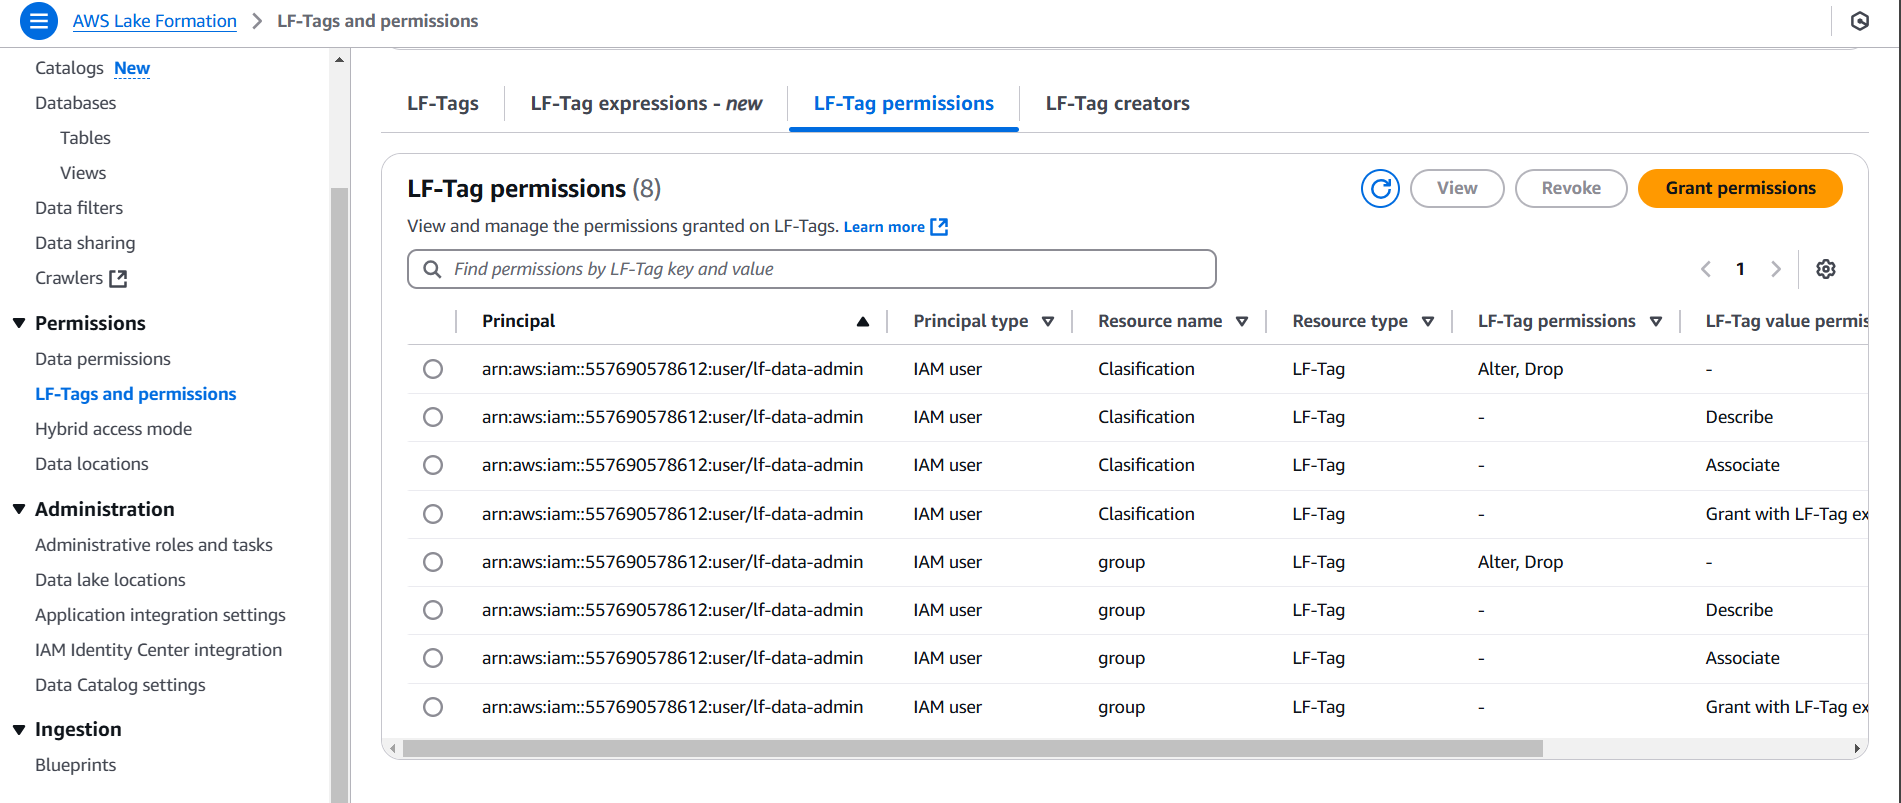 AWS Lake Formation > LF-Tags and permissions
Catalogs New
Databases
Tables
Views
Data filters
Data sharing
Crawlers
Permissions
Data permissions
LF-Tags and permissions
Hybrid access mode
Data locations
Administration
Administrative roles and tasks
Data lake locations
Application integration settings
IAM Identity Center integration
Data Catalog settings
Ingestion
Blueprints
LF-Tags LF-Tag expressions - new LF-Tag permissions LF-Tag creators
LF-Tag permissions (8) View Revoke Grant permissions
View and manage the permissions granted on LF-Tags. Learn more
Find permissions by LF-Tag key and value 1
Principal Principal type Resource name Resource type LF-Tag permissions LF-Tag value permis
arn:aws:iam::557690578612:user/lf-data-admin IAM user Clasification LF-Tag Alter, Drop -
arn:aws:iam::557690578612:user/lf-data-admin IAM user Clasification LF-Tag - Describe
arn:aws:iam::557690578612:user/lf-data-admin IAM user Clasification LF-Tag - Associate
arn:aws:iam::557690578612:user/lf-data-admin IAM user Clasification LF-Tag - Grant with LF-Tag ex
arn:aws:iam::557690578612:user/lf-data-admin IAM user group LF-Tag Alter, Drop -
arn:aws:iam::557690578612:user/lf-data-admin IAM user group LF-Tag - Describe
arn:aws:iam::557690578612:user/lf-data-admin IAM user group LF-Tag - Associate
arn:aws:iam::557690578612:user/lf-data-admin IAM user group LF-Tag - Grant with LF-Tag ex